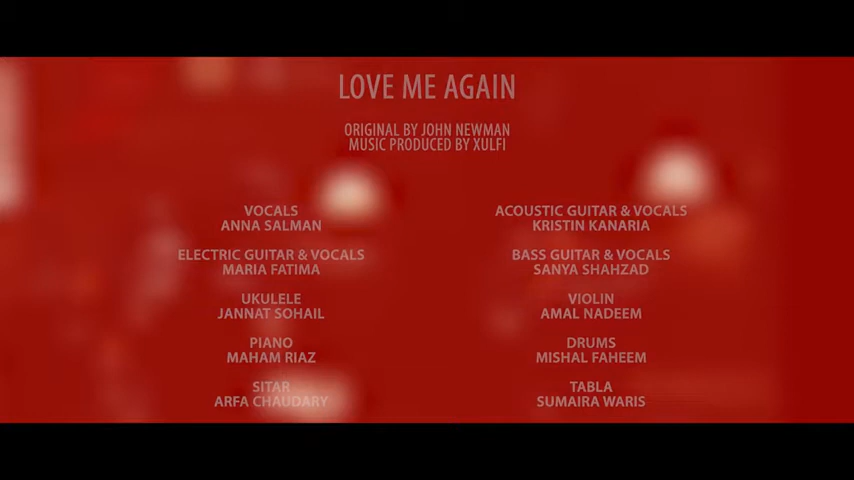 LOVE ME AGAIN
ORIGINAL BY JOHN NEWMAN
MUSIC PRODUCED BY XULFI
VOCALS
ANNA SALMAN
ELECTRIC GUITAR & VOCALS
MARIA FATIMA
UKULELE
JANNAT SOHAIL
PIANO
MAHAM RIAZ
SITAR
ARFA CHAUDARY
ACOUSTIC GUITAR & VOCALS
KRISTIN KANARIA
BASS GUITAR & VOCALS
SANYA SHAHZAD
VIOLIN
AMAL NADEEM
DRUMS
MISHAL FAHEEM
TABLA
SUMAIRA WARIS